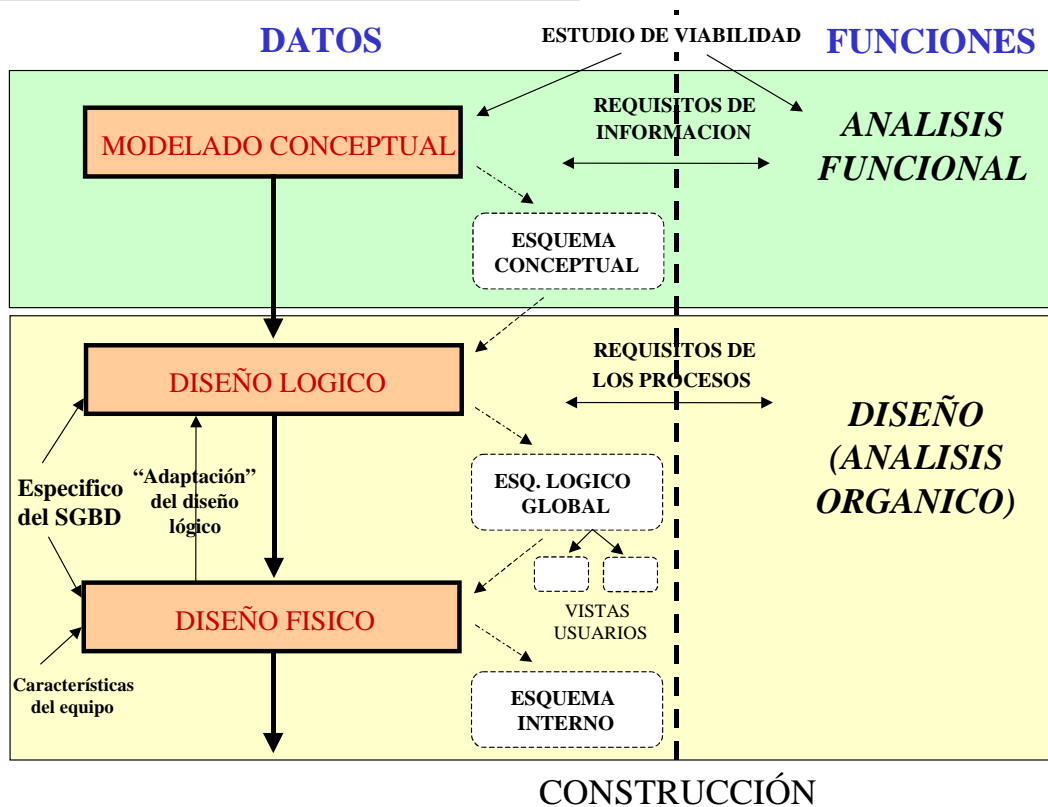 DATOS
ESTUDIO DE VIABILIDAD
FUNCIONES
MODELADO CONCEPTUAL
REQUISITOS DE
INFORMACION
ANALISIS
FUNCIONAL
ESQUEMA
CONCEPTUAL
DISEÑO LOGICO
REQUISITOS DE
LOS PROCESOS
DISEÑO
(ANALISIS
ORGANICO)
Especifico
del SGBD
“Adaptación”
del diseño
lógico
ESQ. LOGICO
GLOBAL
DISEÑO FISICO
VISTAS
USUARIOS
Características
del equipo
ESQUEMA
INTERNO
CONSTRUCCIÓN